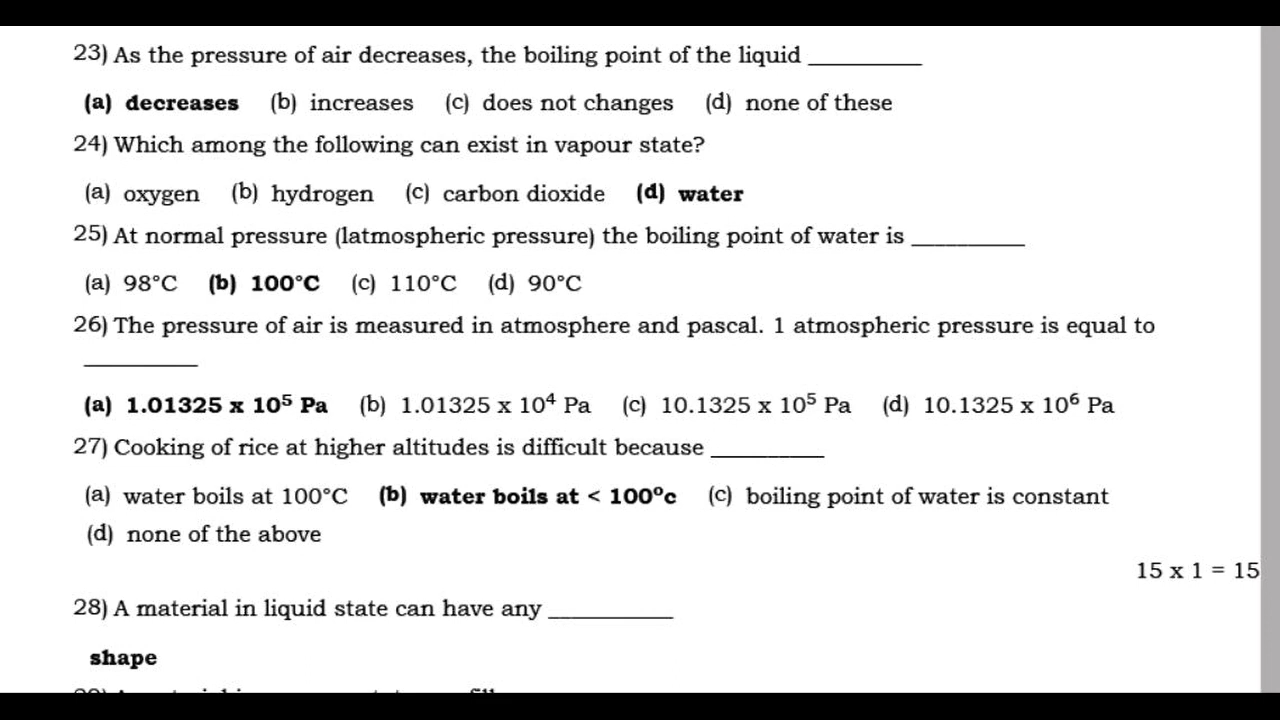 23) As the pressure of air decreases, the boiling point of the liquid __________
(a) decreases (b) increases (c) does not changes (d) none of these
24) Which among the following can exist in vapour state?
(a) oxygen (b) hydrogen (c) carbon dioxide (d) water
25) At normal pressure (latmospheric pressure) the boiling point of water is __________
(a) 98°C (b) 100°C (c) 110°C (d) 90°C
26) The pressure of air is measured in atmosphere and pascal. 1 atmospheric pressure is equal to
__________
(a) 1.01325 x 10⁵ Pa (b) 1.01325 x 10⁴ Pa (c) 10.1325 x 10⁵ Pa (d) 10.1325 x 10⁶ Pa
27) Cooking of rice at higher altitudes is difficult because __________
(a) water boils at 100°C (b) water boils at < 100⁰c (c) boiling point of water is constant
(d) none of the above
15 x 1 = 15
28) A material in liquid state can have any ___________
shape